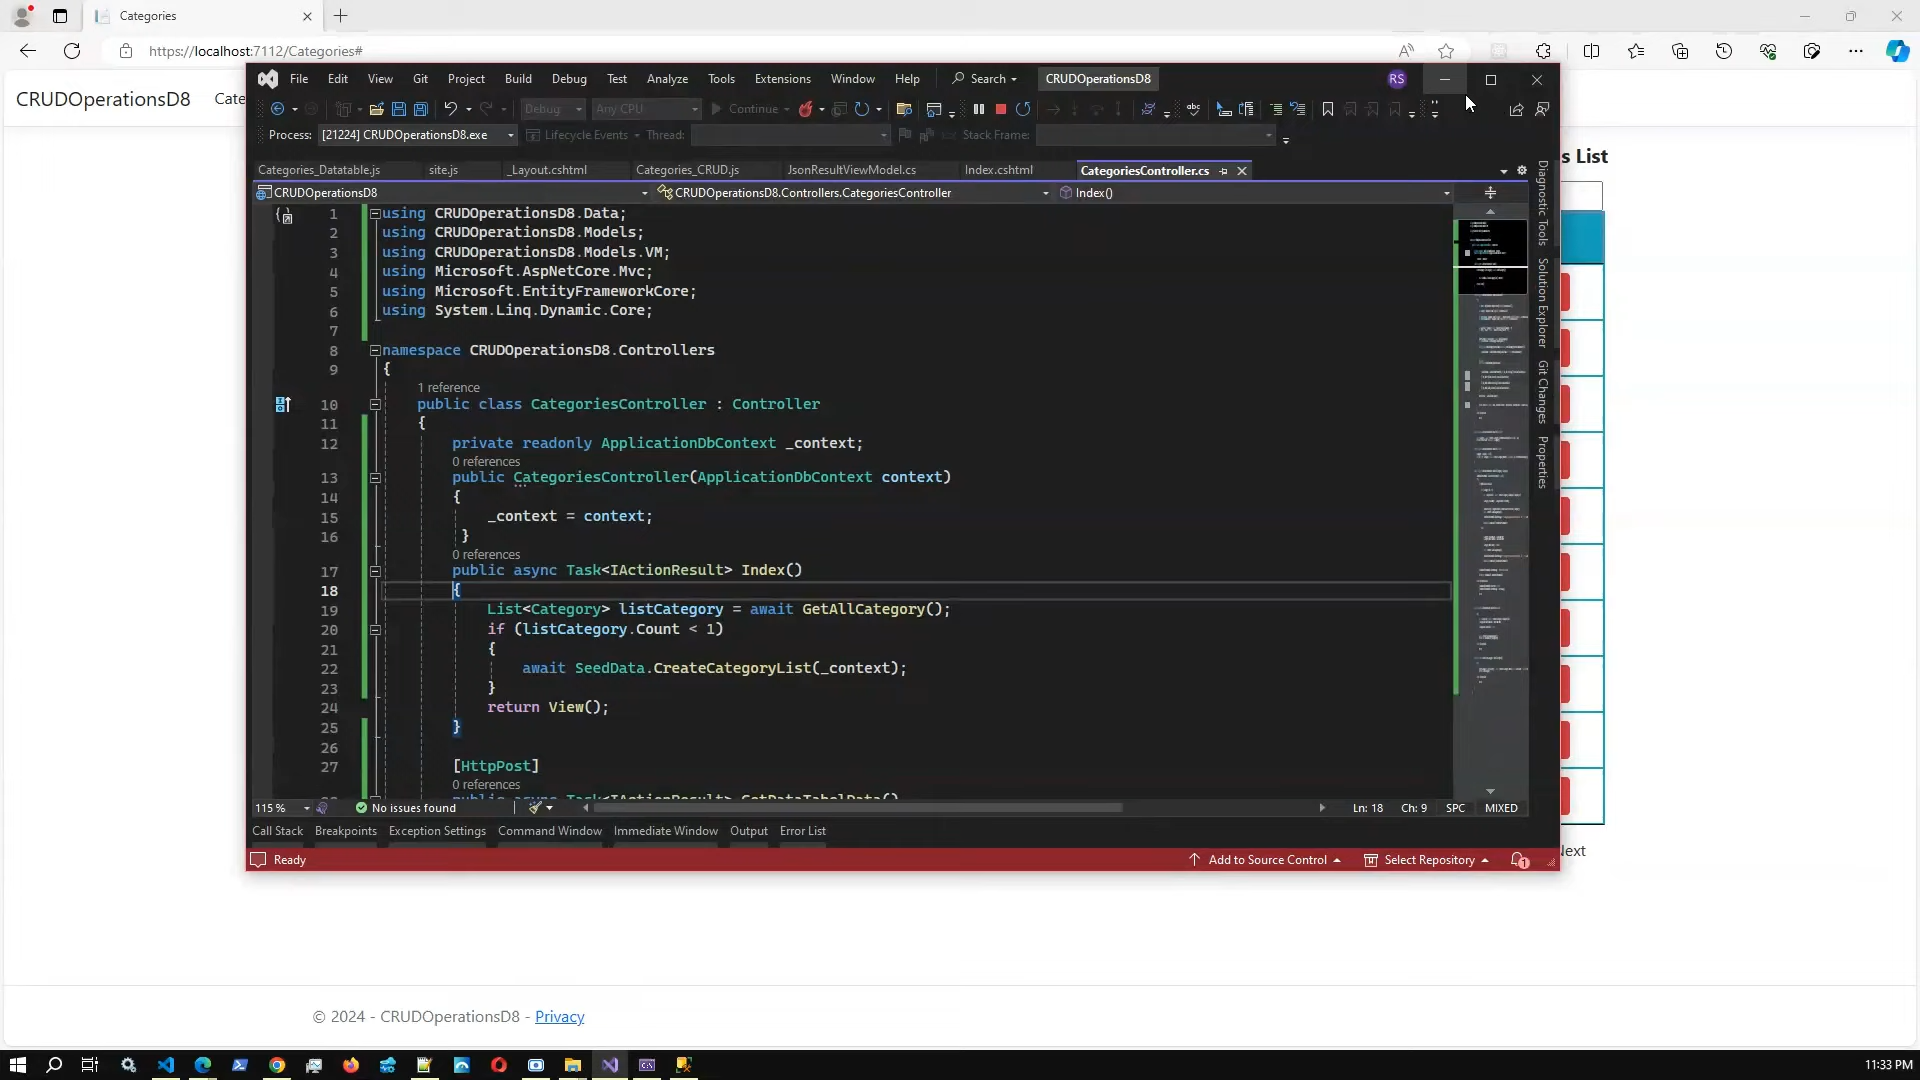 Categories
https://localhost:7112/Categories#
CRUDOperationsD8
Cate
File Edit View Git Project Build Debug Test Analyze Tools Extensions Window Help Search CRUDOperationsD8 RS
Debug Any CPU Continue
Process: [21224] CRUDOperationsD8.exe Lifecycle Events Thread: Stack Frame:
Categories_Datatable.js site.js _Layout.cshtml Categories_CRUD.js JsonResultViewModel.cs Index.cshtml CategoriesController.cs
CRUDOperationsD8 CRUDOperationsD8.Controllers.CategoriesController Index()
1 using CRUDOperationsD8.Data;
2 using CRUDOperationsD8.Models;
3 using CRUDOperationsD8.Models.VM;
4 using Microsoft.AspNetCore.Mvc;
5 using Microsoft.EntityFrameworkCore;
6 using System.Linq.Dynamic.Core;
7
8 namespace CRUDOperationsD8.Controllers
9 {
1 reference
10 public class CategoriesController : Controller
11 {
12 private readonly ApplicationDbContext _context;
0 references
13 public CategoriesController(ApplicationDbContext context)
14 {
15 _context = context;
16 }
0 references
17 public async Task<IActionResult> Index()
18 {
19 List<Category> listCategory = await GetAllCategory();
20 if (listCategory.Count < 1)
21 {
22 await SeedData.CreateCategoryList(_context);
23 }
24 return View();
25 }
26
27 [HttpPost]
0 references
public async Task<IActionResult> GetDataTabelData()
115 % No issues found Ln: 18 Ch: 9 SPC MIXED
Call Stack Breakpoints Exception Settings Command Window Immediate Window Output Error List
Ready Add to Source Control Select Repository 1
Diagnostic Tools
Solution Explorer
Git Changes
Properties
s List
Next
© 2024 - CRUDOperationsD8 - Privacy
11:33 PM